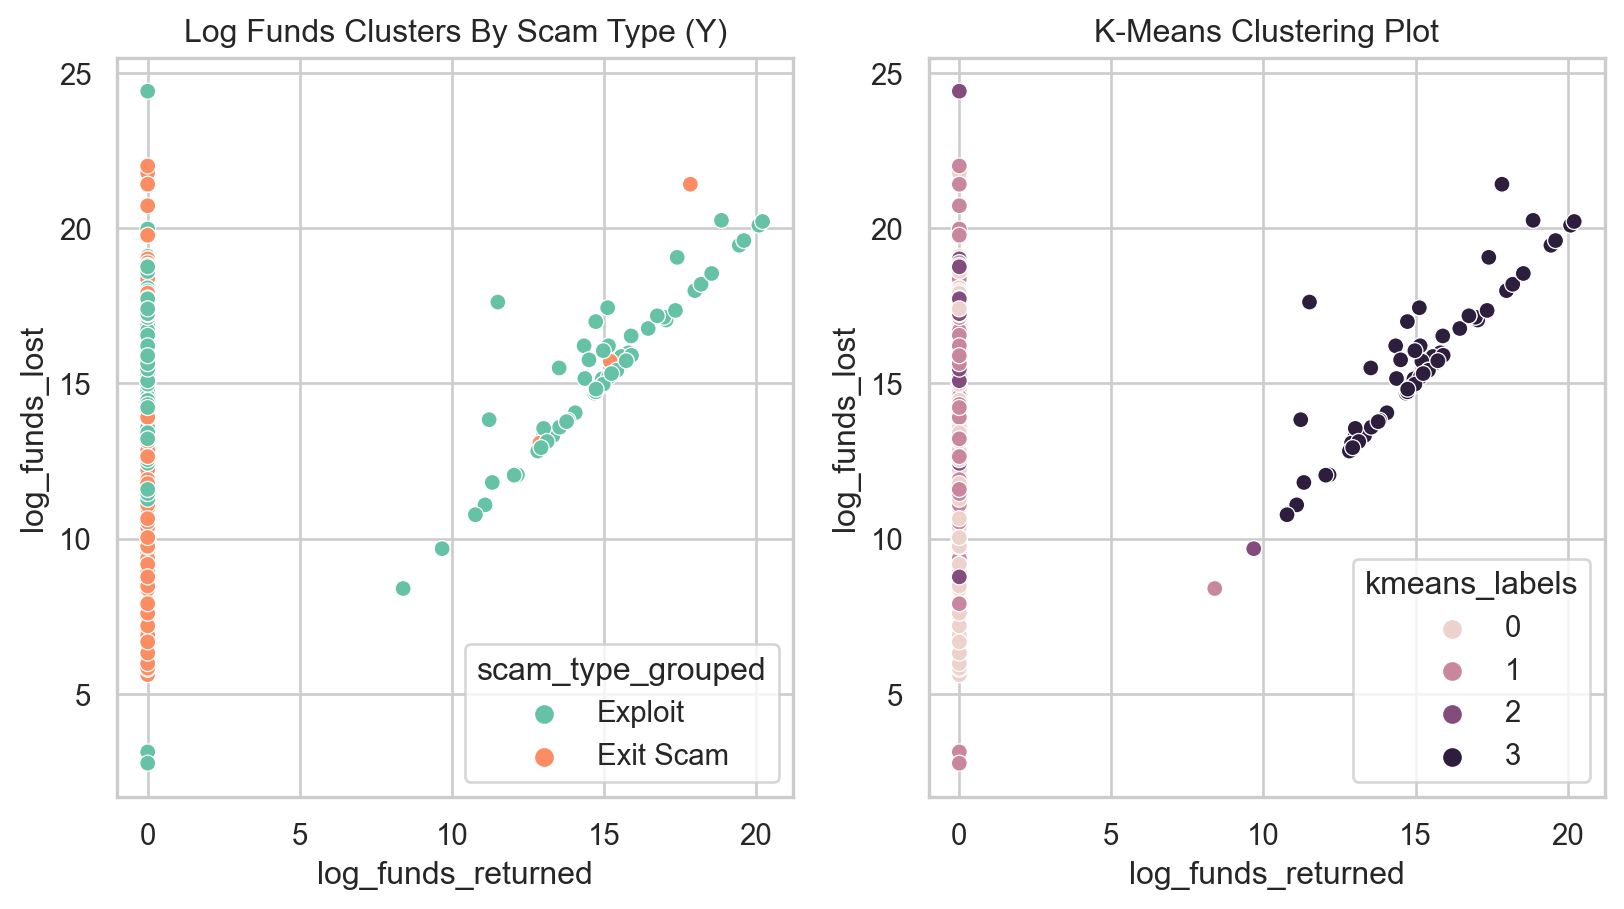 Log Funds Clusters By Scam Type (Y)
25
20
15
10
5
log_funds_lost
scam_type_grouped
Exploit
Exit Scam
0 5 10 15 20
log_funds_returned
K-Means Clustering Plot
25
20
15
10
5
log_funds_lost
kmeans_labels
0
1
2
3
0 5 10 15 20
log_funds_returned